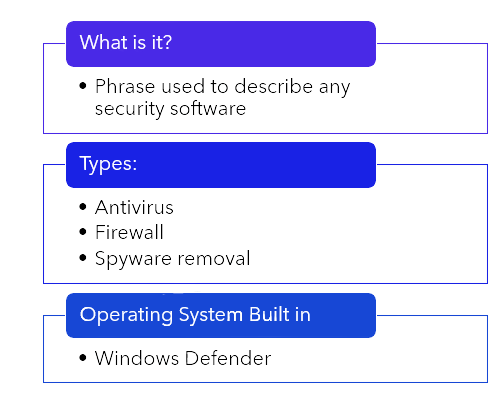 What is it?
• Phrase used to describe any
security software
Types:
• Antivirus
• Firewall
• Spyware removal
Operating System Built in
• Windows Defender